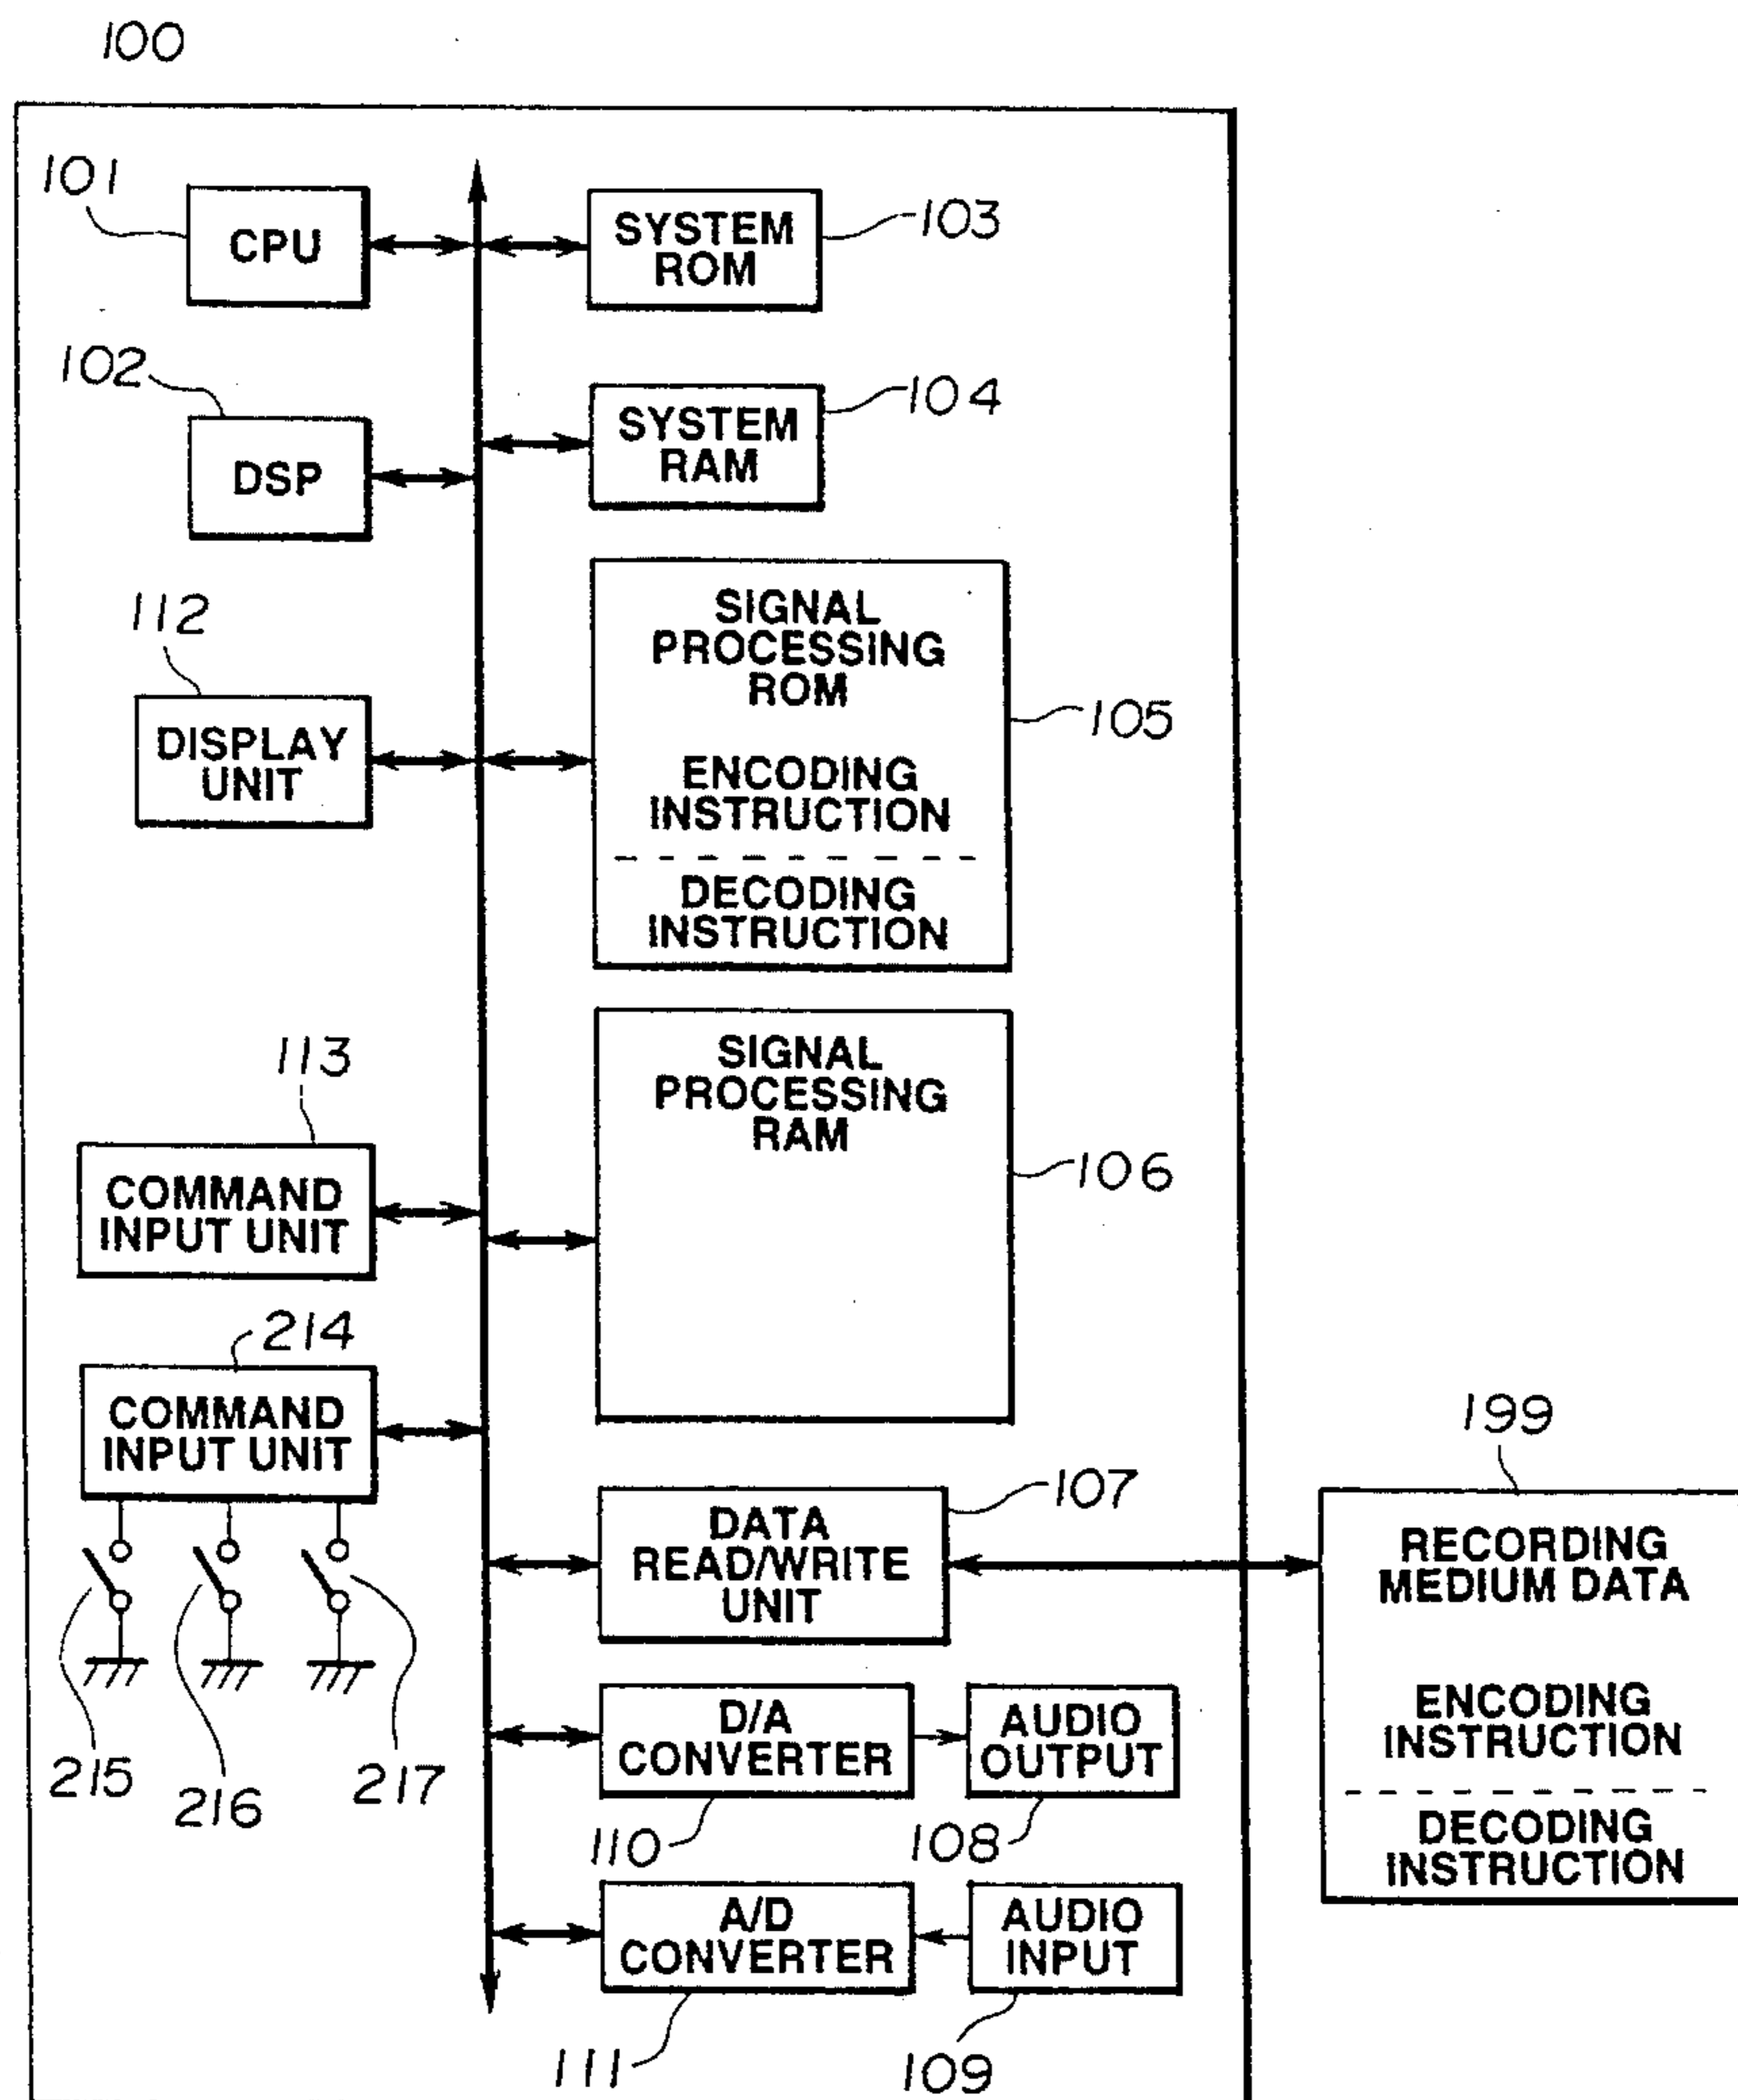 100
101
CPU
SYSTEM
ROM
103
102
DSP
SYSTEM
RAM
104
112
DISPLAY
UNIT
SIGNAL
PROCESSING
ROM
ENCODING
INSTRUCTION
DECODING
INSTRUCTION
105
113
COMMAND
INPUT UNIT
SIGNAL
PROCESSING
RAM
106
214
COMMAND
INPUT UNIT
215
216
217
107
DATA
READ/WRITE
UNIT
199
RECORDING
MEDIUM DATA
ENCODING
INSTRUCTION
DECODING
INSTRUCTION
D/A
CONVERTER
110
AUDIO
OUTPUT
108
A/D
CONVERTER
111
AUDIO
INPUT
109